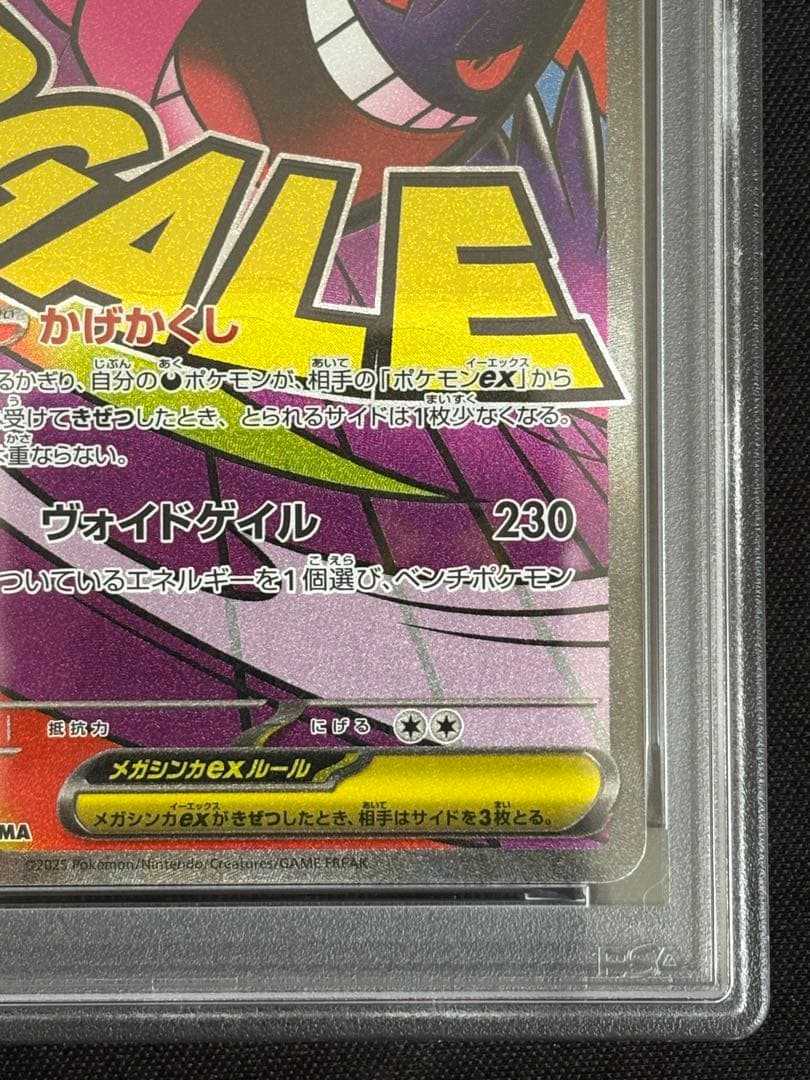 GALE
かげかくし
るかぎり、自分のポケモンが、相手の「ポケモンex」から
受けてきぜつしたとき、とられるサイドは1枚少なくなる。
重ならない。
ヴォイドゲイル 230
ついているエネルギーを1個選び、ベンチポケモン
抵抗力 にげる
メガシンカexルール
メガシンカexがきぜつしたとき、相手はサイドを3枚とる。
MA
©2025 Pokémon/Nintendo/Creatures/GAME FREAK
PSA